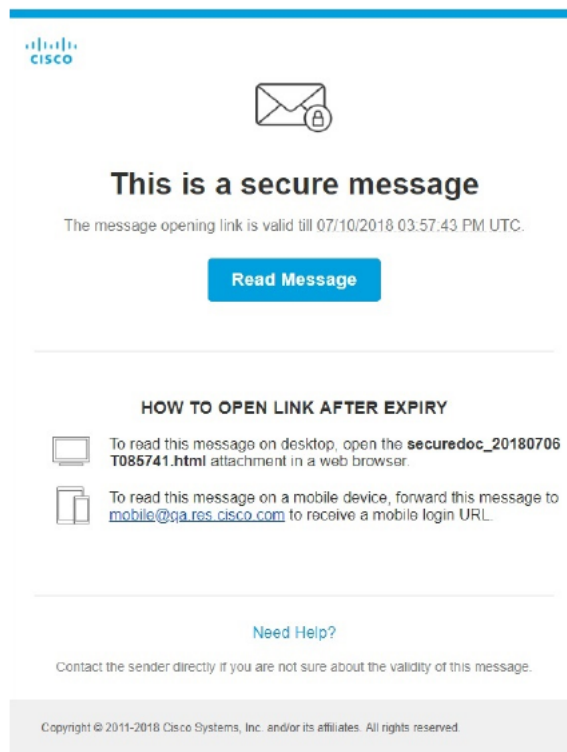 CISCO
This is a secure message
The message opening link is valid till 07/10/2018 03:57:43 PM UTC.
Read Message
HOW TO OPEN LINK AFTER EXPIRY
To read this message on desktop, open the securedoc_20180706
T085741.html attachment in a web browser.
To read this message on a mobile device, forward this message to
mobile@qa.res.cisco.com to receive a mobile login URL.
Need Help?
Contact the sender directly if you are not sure about the validity of this message.
Copyright © 2011-2018 Cisco Systems, Inc. and/or its affiliates. All rights reserved.